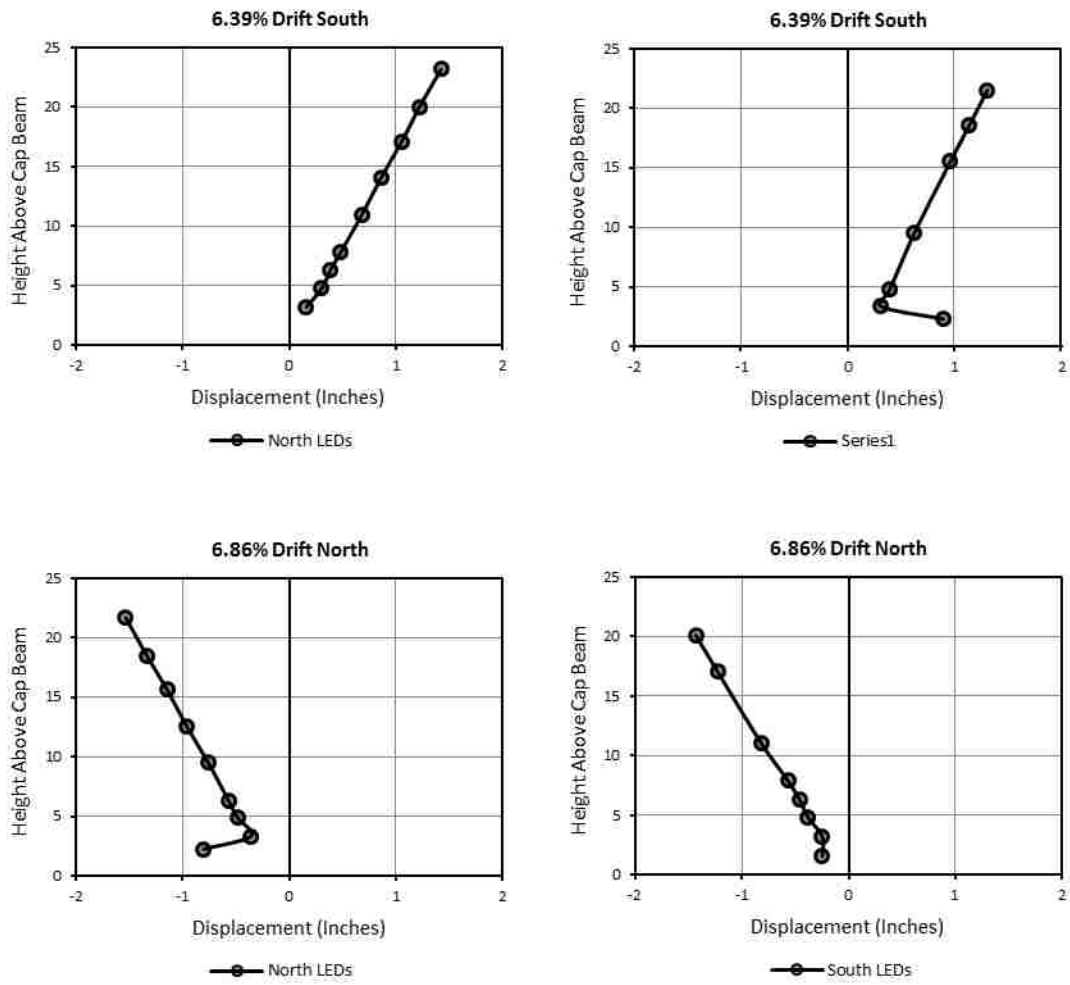 6.39% Drift South
25
20
15
10
5
0
-2 -1 0 1 2
Height Above Cap Beam
Displacement (Inches)
North LEDs
6.39% Drift South
25
20
15
10
5
0
-2 -1 0 1 2
Height Above Cap Beam
Displacement (Inches)
Series1
6.86% Drift North
25
20
15
10
5
0
-2 -1 0 1 2
Height Above Cap Beam
Displacement (Inches)
North LEDs
6.86% Drift North
25
20
15
10
5
0
-2 -1 0 1 2
Height Above Cap Beam
Displacement (Inches)
South LEDs